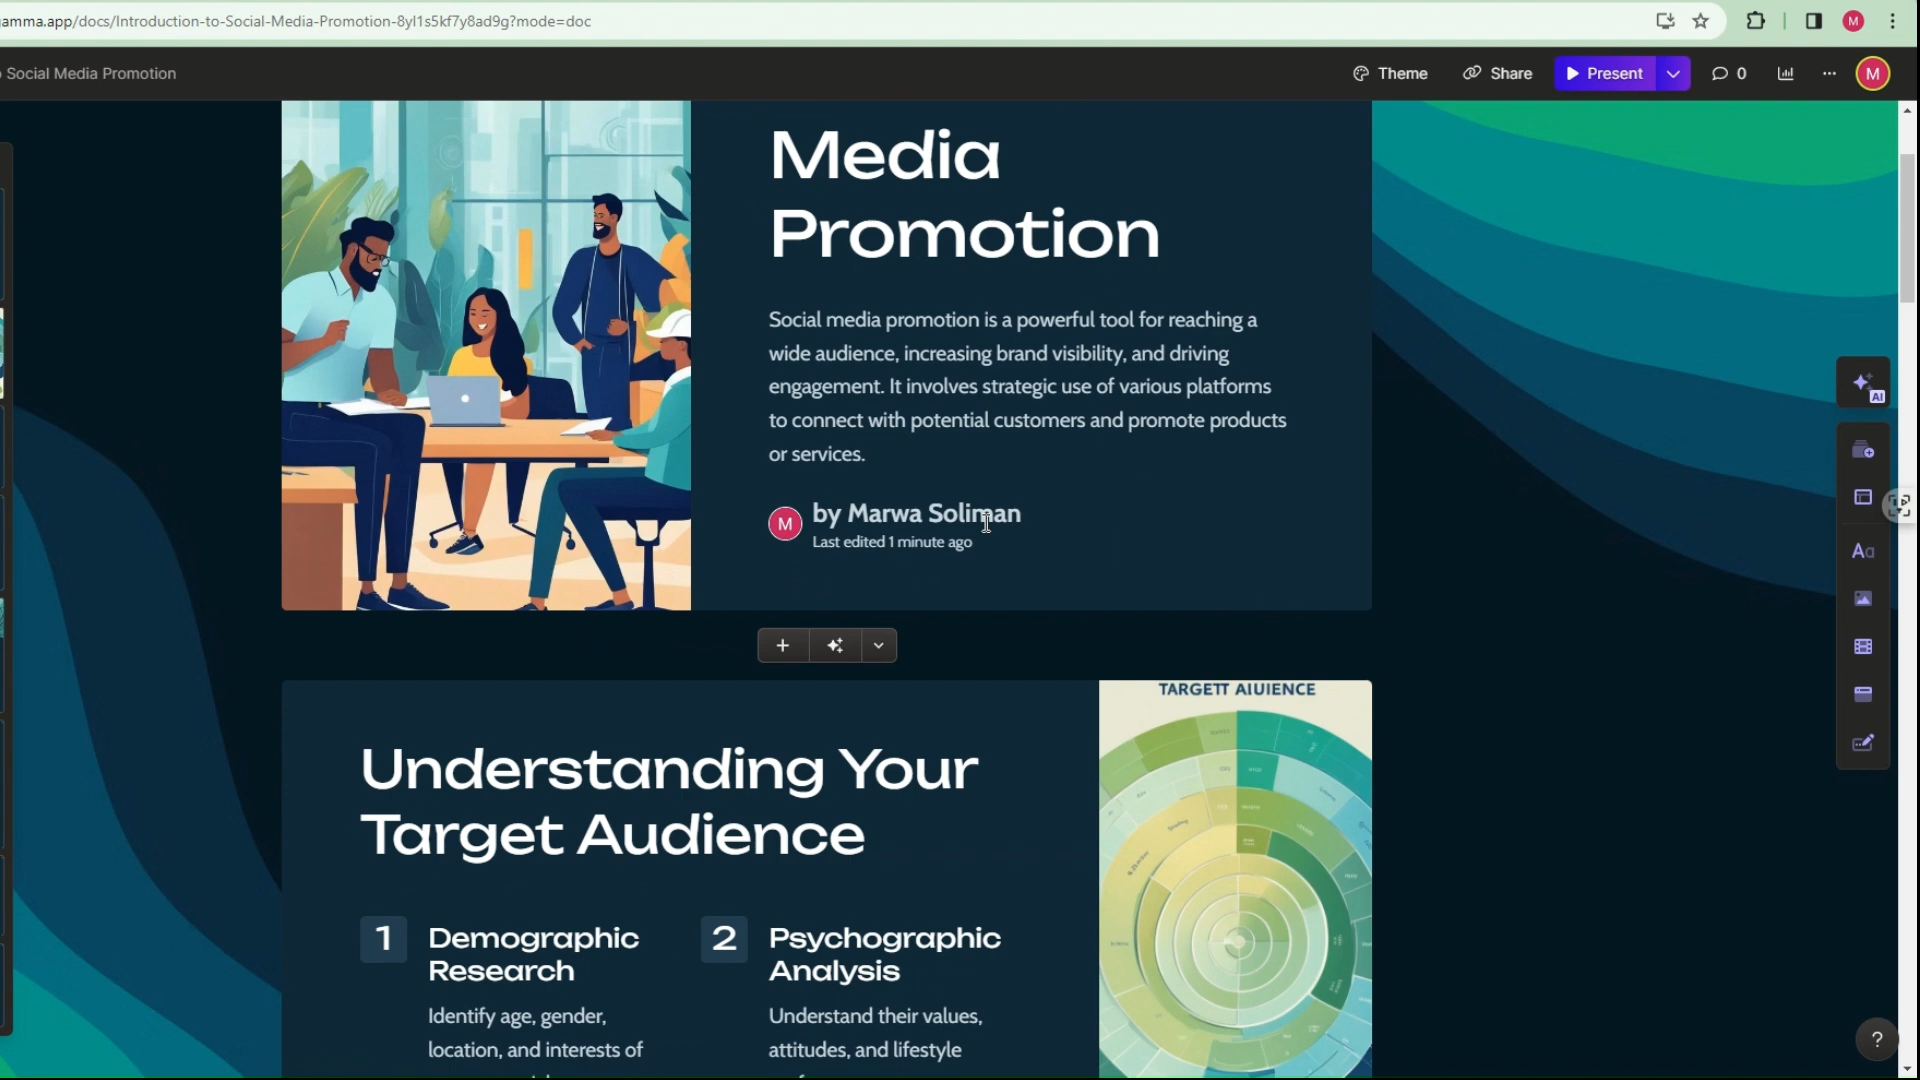 gamma.app/docs/Introduction-to-Social-Media-Promotion-8yl1s5kf7y8ad9g?mode=doc
M
Social Media Promotion
Theme
Share
Present
0
M
Media
Promotion
Social media promotion is a powerful tool for reaching a
wide audience, increasing brand visibility, and driving
engagement. It involves strategic use of various platforms
to connect with potential customers and promote products
or services.
M
by Marwa Soliman
Last edited 1 minute ago
AI
Aa
TARGETT AIUIENCE
Understanding Your
Target Audience
1
Demographic
Research
Identify age, gender,
location, and interests of
2
Psychographic
Analysis
Understand their values,
attitudes, and lifestyle
?